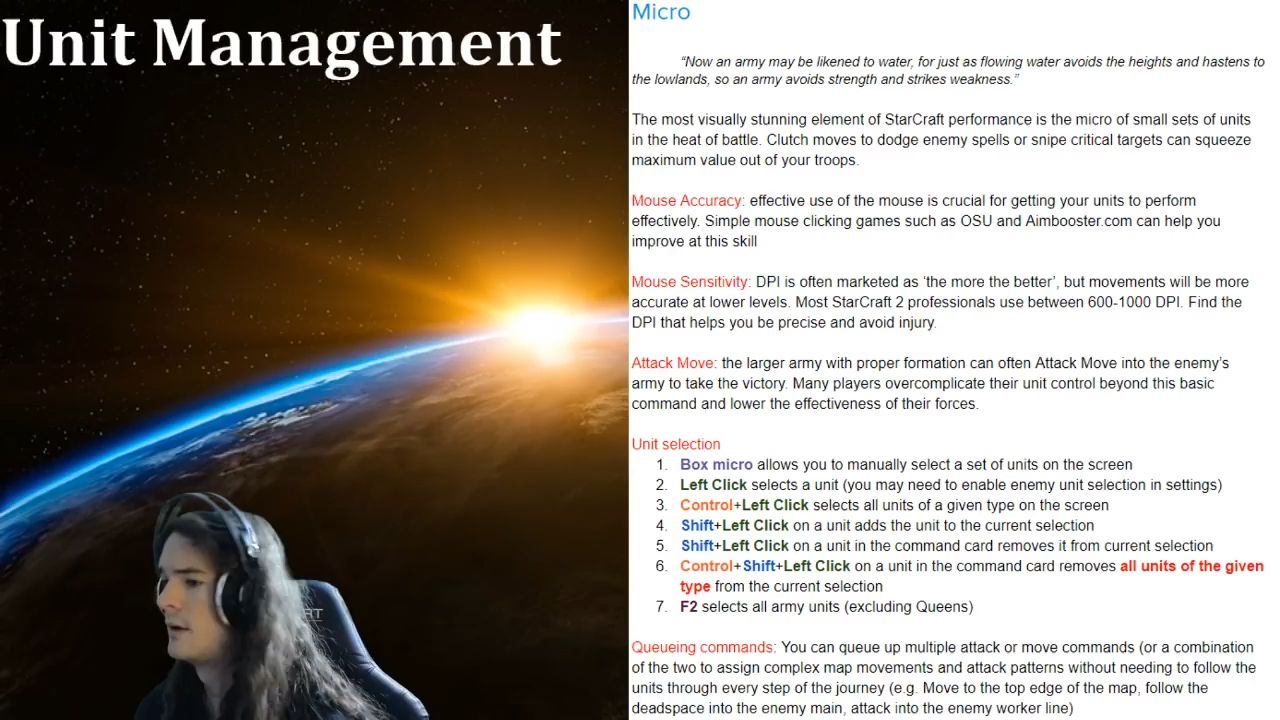 Unit Management
Micro
“Now an army may be likened to water, for just as flowing water avoids the heights and hastens to
the lowlands, so an army avoids strength and strikes weakness.”
The most visually stunning element of StarCraft performance is the micro of small sets of units
in the heat of battle. Clutch moves to dodge enemy spells or snipe critical targets can squeeze
maximum value out of your troops.
Mouse Accuracy: effective use of the mouse is crucial for getting your units to perform
effectively. Simple mouse clicking games such as OSU and Aimbooster.com can help you
improve at this skill
Mouse Sensitivity: DPI is often marketed as ‘the more the better’, but movements will be more
accurate at lower levels. Most StarCraft 2 professionals use between 600-1000 DPI. Find the
DPI that helps you be precise and avoid injury.
Attack Move: the larger army with proper formation can often Attack Move into the enemy’s
army to take the victory. Many players overcomplicate their unit control beyond this basic
command and lower the effectiveness of their forces.
Unit selection
1. Box micro allows you to manually select a set of units on the screen
2. Left Click selects a unit (you may need to enable enemy unit selection in settings)
3. Control+Left Click selects all units of a given type on the screen
4. Shift+Left Click on a unit adds the unit to the current selection
5. Shift+Left Click on a unit in the command card removes it from current selection
6. Control+Shift+Left Click on a unit in the command card removes all units of the given
type from the current selection
7. F2 selects all army units (excluding Queens)
Queueing commands: You can queue up multiple attack or move commands (or a combination
of the two to assign complex map movements and attack patterns without needing to follow the
units through every step of the journey (e.g. Move to the top edge of the map, follow the
deadspace into the enemy main, attack into the enemy worker line)